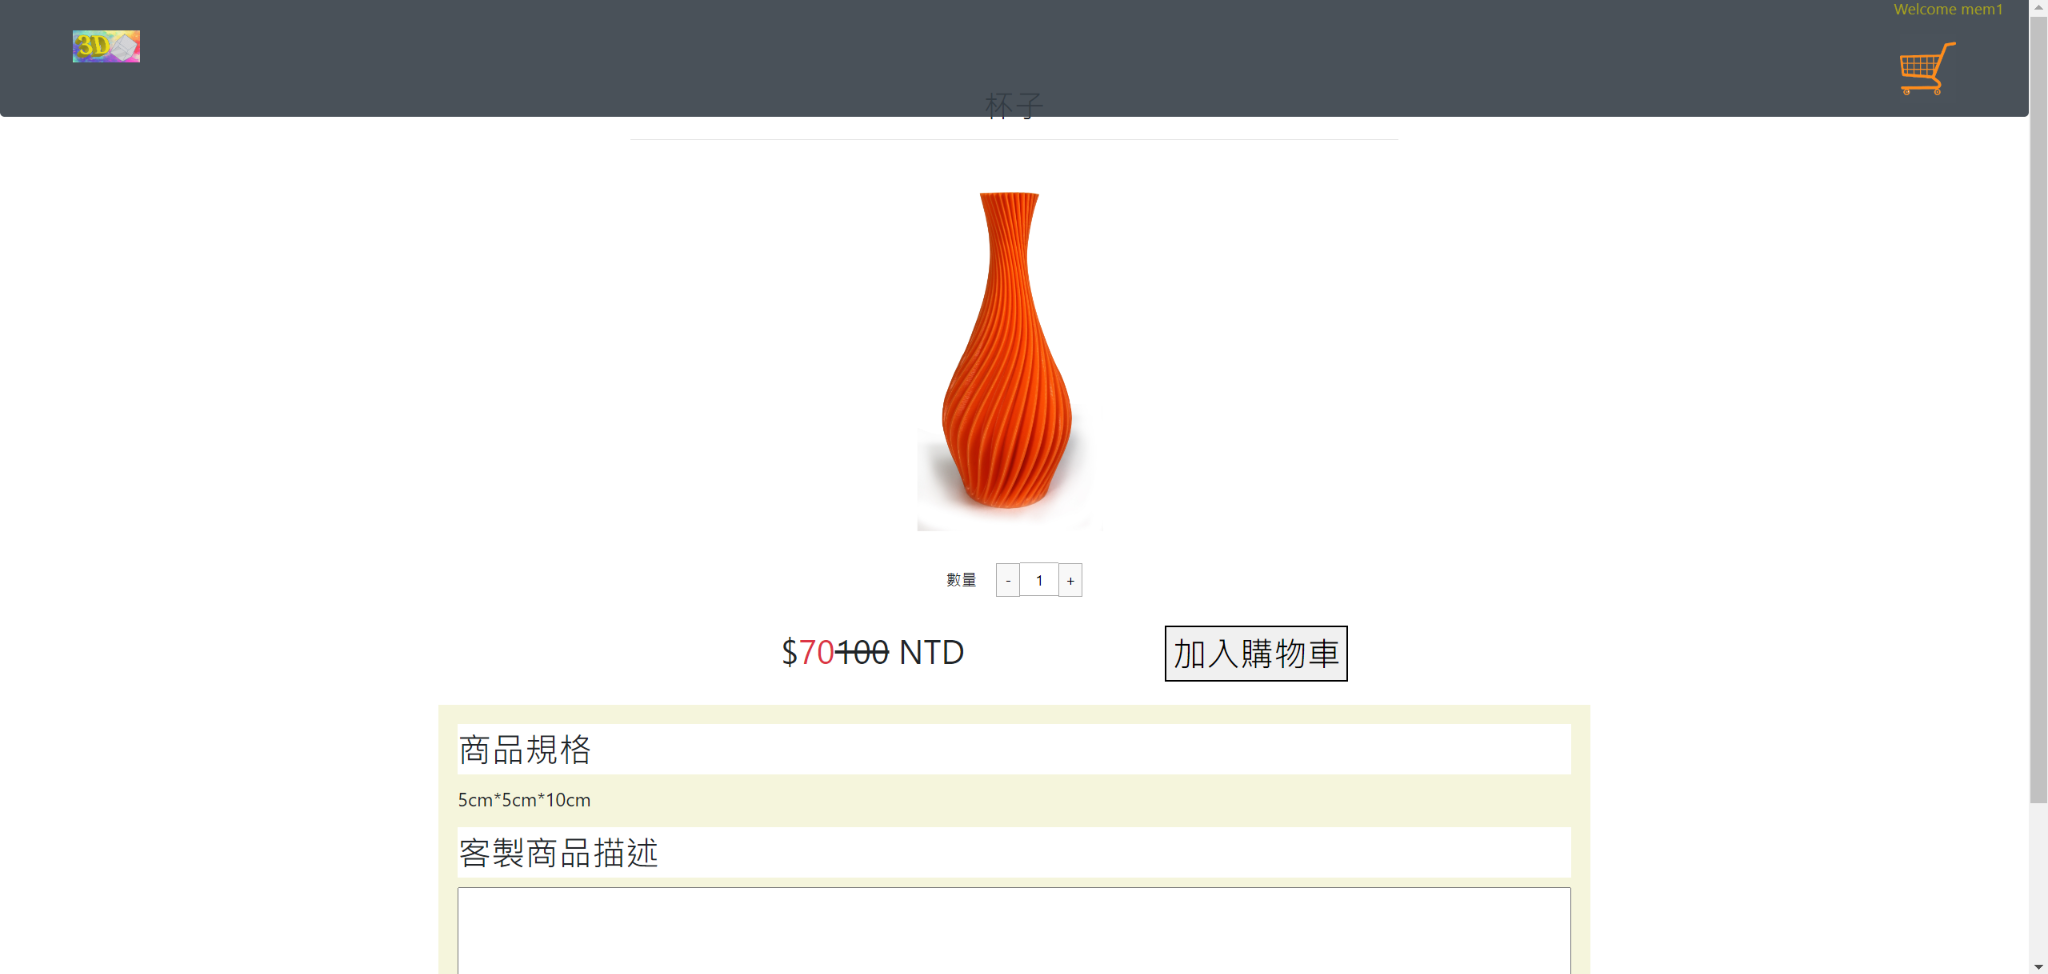 Welcome mem1
3D
杯子
數量 - 1 +
$70100 NTD
加入購物車
商品規格
5cm*5cm*10cm
客製商品描述